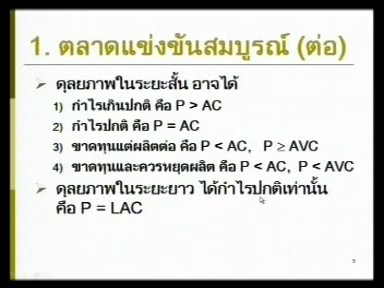 1. ตลาดแข่งขันสมบูรณ์ (ต่อ)
ดุลยภาพในระยะสั้น อาจได้
1) กำไรเกินปกติ คือ P > AC
2) กำไรปกติ คือ P = AC
3) ขาดทุนแต่ผลิตต่อ คือ P < AC, P ≥ AVC
4) ขาดทุนและควรหยุดผลิต คือ P < AC, P < AVC
ดุลยภาพในระยะยาว ได้กำไรปกติเท่านั้น
คือ P = LAC